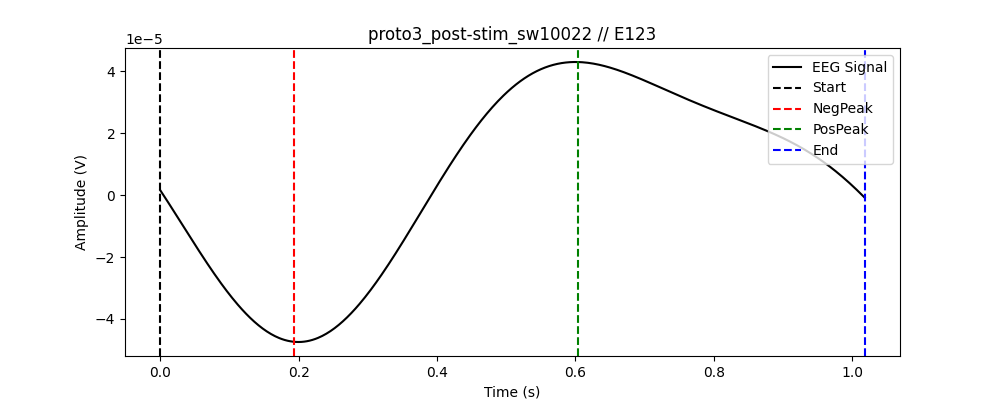 proto3_post-stim_sw10022 // E123
1e−5
4
2
0
−2
−4
Amplitude (V)
EEG Signal
Start
NegPeak
PosPeak
End
0.0 0.2 0.4 0.6 0.8 1.0
Time (s)